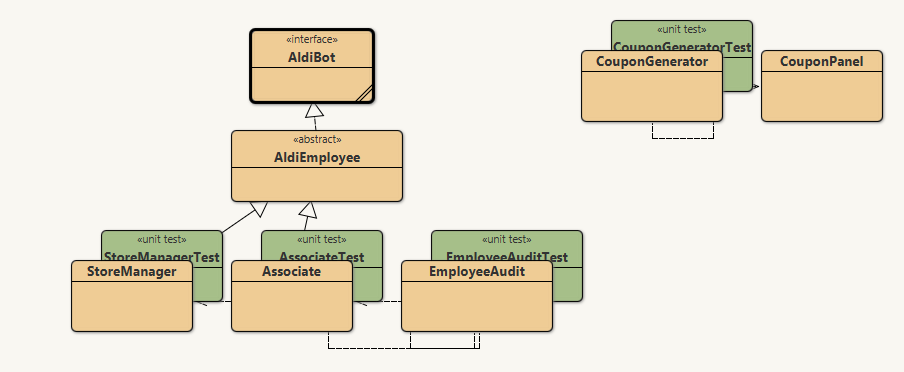 «interface»
AldiBot
«abstract»
AldiEmployee
«unit test»
StoreManagerTest
StoreManager
«unit test»
AssociateTest
Associate
«unit test»
EmployeeAuditTest
EmployeeAudit
«unit test»
CouponGeneratorTest
CouponGenerator
CouponPanel